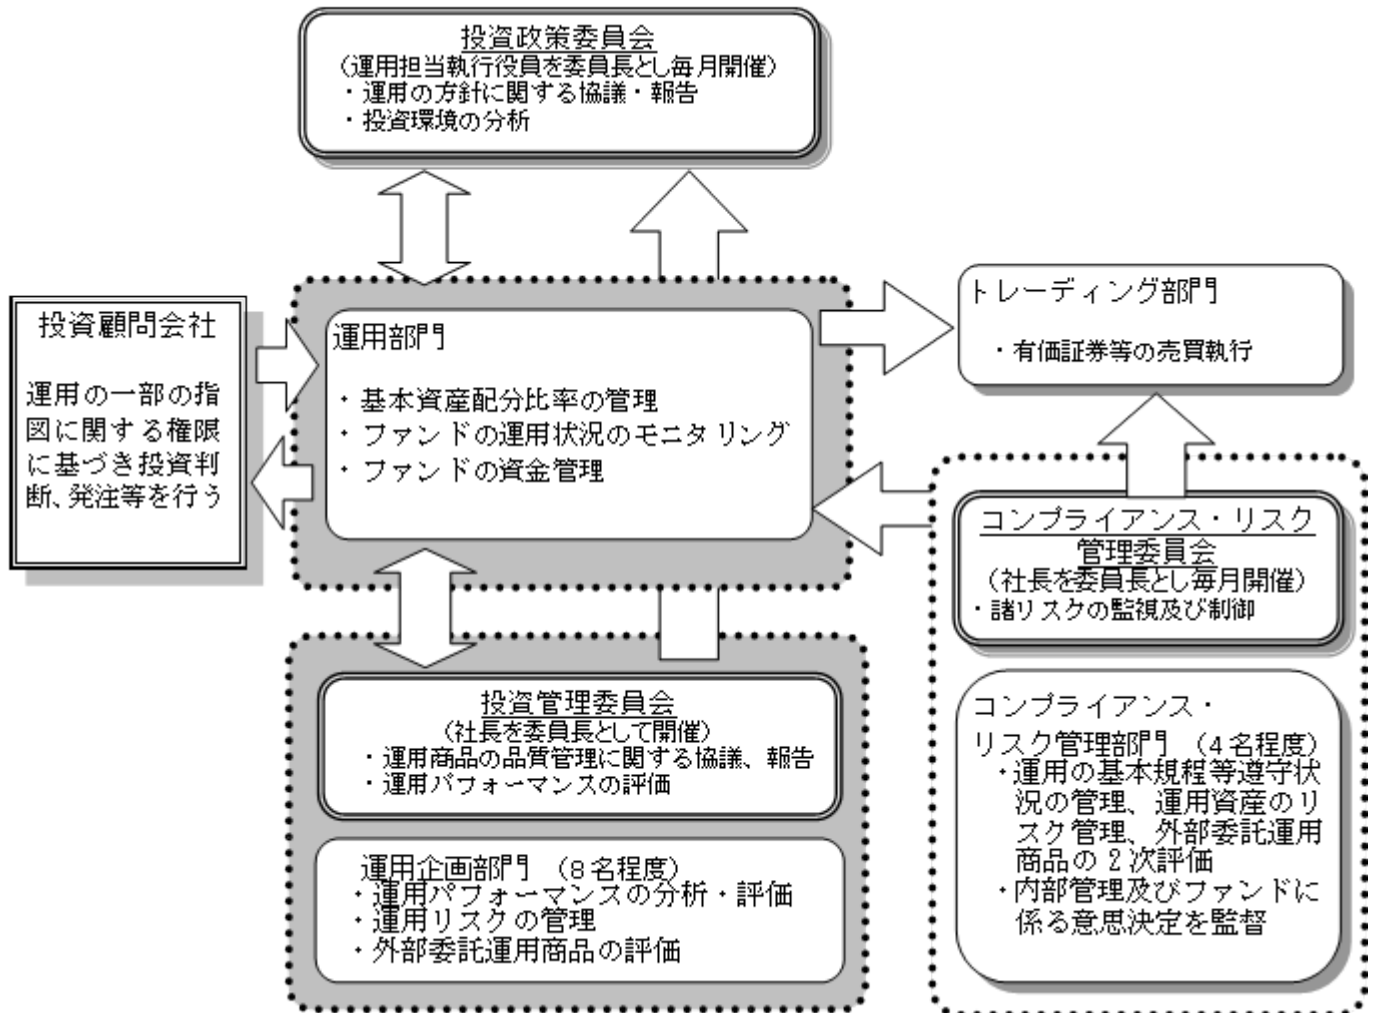 投資政策委員会
（運用担当執行役員を委員長とし毎月開催）
・運用の方針に関する協議・報告
・投資環境の分析
投資顧問会社
運用の一部の指
図に関する権限
に基づき投資判
断、発注等を行う
運用部門
・基本資産配分比率の管理
・ファンドの運用状況のモニタリング
・ファンドの資金管理
トレーディング部門
・有価証券等の売買執行
コンプライアンス・リスク
管理委員会
（社長を委員長とし毎月開催）
・諸リスクの監視及び制御
投資管理委員会
（社長を委員長として開催）
・運用商品の品質管理に関する協議、報告
・運用パフォーマンスの評価
運用企画部門（8名程度）
・運用パフォーマンスの分析・評価
・運用リスクの管理
・外部委託運用商品の評価
コンプライアンス・
リスク管理部門（4名程度）
・運用の基本規程等遵守状
況の管理、運用資産のリ
スク管理、外部委託運用
商品の２次評価
・内部管理及びファンドに
係る意思決定を監督